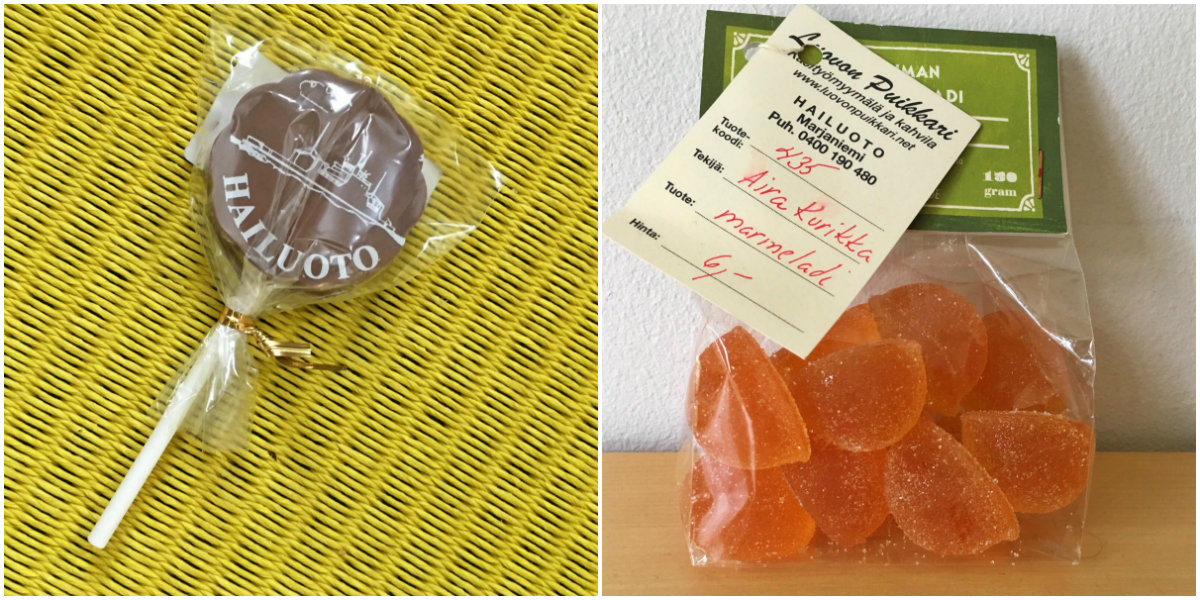 HAILUOTO
Luovon Puikkari
Käsityömyymälä ja kahvila
www.luovonpuikkari.net
HAILUOTO
Marjaniemi
Puh. 0400 190 480
Tuote-
koodi: 435
Tekijä: Aira Kurikka
Tuote: marmeladi
Hinta: 6,-
180
gram